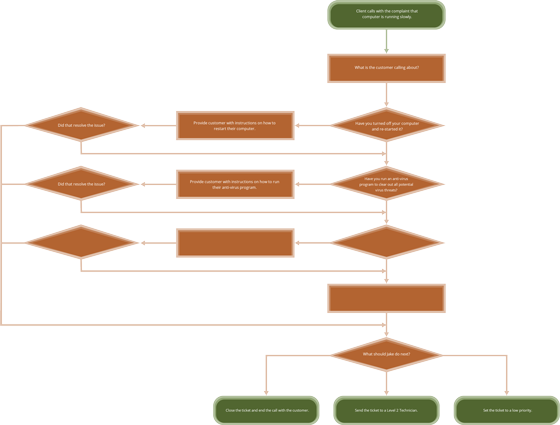 Client calls with the complaint that
computer is running slowly.
What is the customer calling about?
Did that resolve the issue?
Provide customer with instructions on how to
restart their computer.
Have you turned off your computer
and re-started it?
Did that resolve the issue?
Provide customer with instructions on how to run
their anti-virus program
Have you run an anti-virus
program to clear out all potential
virus threats?
What should Jake do next?
Close the ticket and end the call with the customer.
Send the ticket to a Level 2 Technician.
Set the ticket to a low priority.